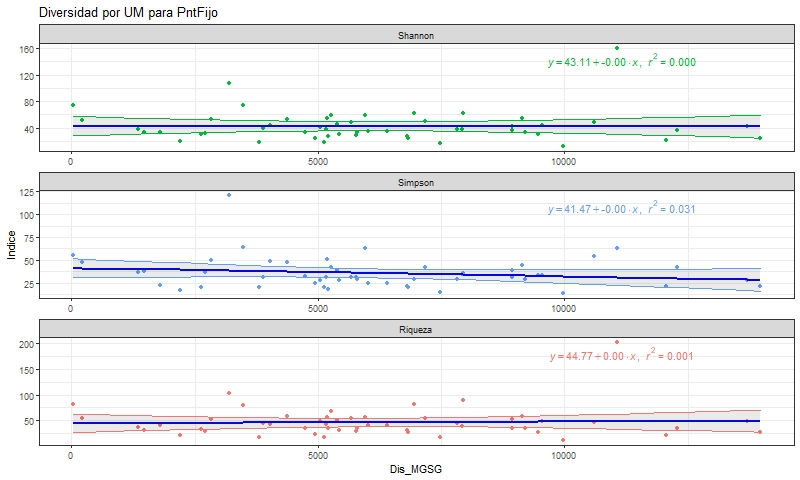 Diversidad por UM para PntFijo
Shannon
160
120
80
40
y = 43.11 + -0.00 · x, r² = 0.000
0 5000 10000
Simpson
125
100
75
50
25
y = 41.47 + -0.00 · x, r² = 0.031
0 5000 10000
Indice
Riqueza
200
150
100
50
y = 44.77 + 0.00 · x, r² = 0.001
0 5000 10000
Dis_MGSG